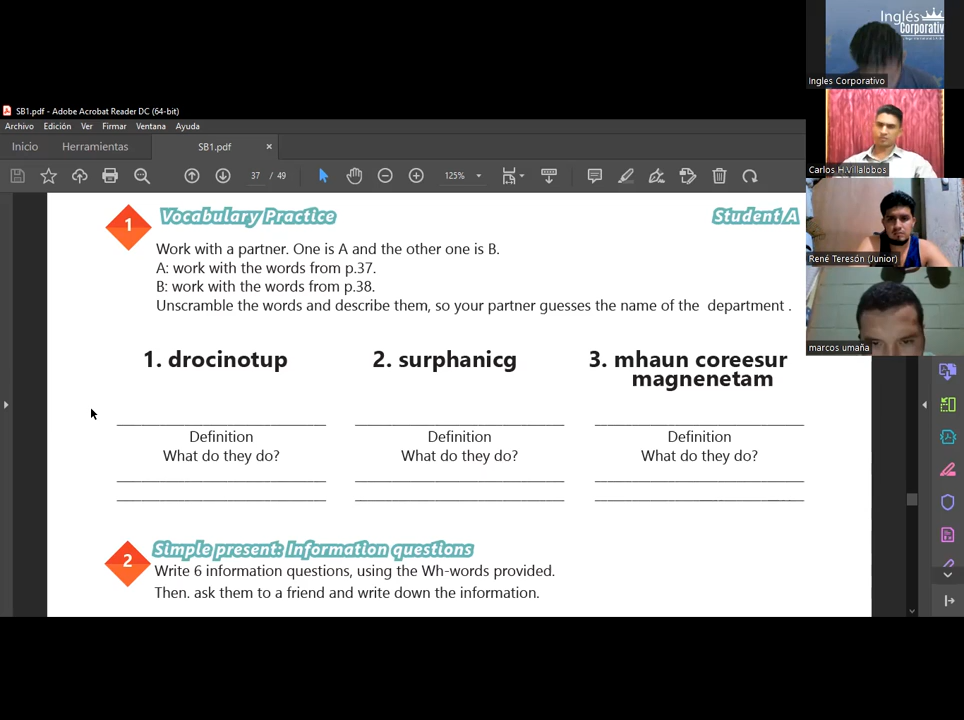 SB1.pdf - Adobe Acrobat Reader DC (64-bit)
Archivo Edición Ver Firmar Ventana Ayuda
Inicio Herramientas SB1.pdf ×
37 / 49 125%
1 Vocabulary Practice Student A
Work with a partner. One is A and the other one is B.
A: work with the words from p.37.
B: work with the words from p.38.
Unscramble the words and describe them, so your partner guesses the name of the department .
1. drocinotup 2. surphanicg 3. mhaun coreesur
magnenetam
Definition Definition Definition
What do they do? What do they do? What do they do?
2 Simple present: Information questions
Write 6 information questions, using the Wh-words provided.
Then. ask them to a friend and write down the information.
Inglés
Corporativ
Ingles Corporativo
Carlos H.Villalobos
René Teresón (Junior)
marcos umaña